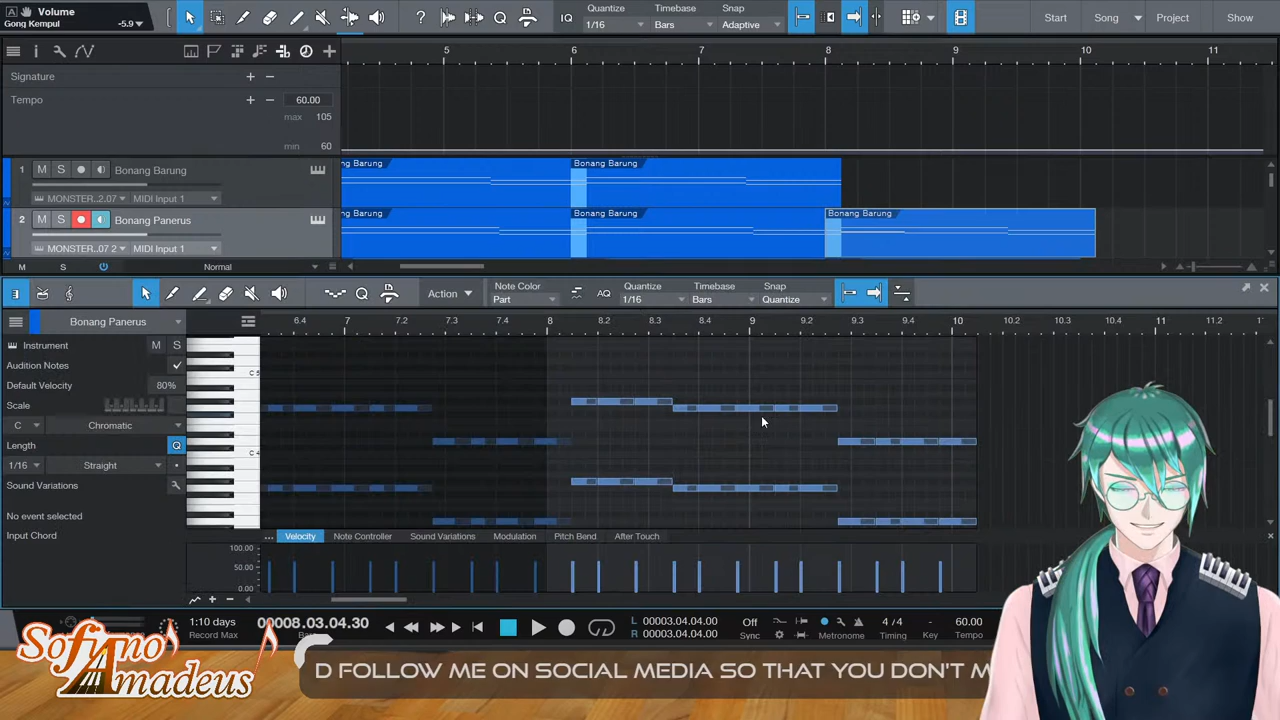 Volume
ng Kempul
-5.9
IQ
Quantize
1/16
Timebase
Bars
Snap
Adaptive
Start
Song
Project
Show
5
6
7
8
9
10
11
Signature
Tempo
60.00
max 105
min 60
1
M
S
Bonang Barung
MONSTER..2.07
MIDI Input 1
ng Barung
Bonang Barung
2
M
S
Bonang Panerus
MONSTER..07 2
MIDI Input 1
ng Barung
Bonang Barung
Bonang Barung
M
S
Normal
Action
Note Color
Part
AQ
Quantize
1/16
Timebase
Bars
Snap
Quantize
Bonang Panerus
6.4
7
7.2
7.3
7.4
8
8.2
8.3
8.4
9
9.2
9.3
9.4
10
10.2
10.3
10.4
11
11.2
Instrument
M
S
Audition Notes
Default Velocity
80%
Scale
C
Chromatic
Length
Q
1/16
Straight
Sound Variations
No event selected
Input Chord
C 5
C 4
Velocity
Note Controller
Sound Variations
Modulation
Pitch Bend
After Touch
100.00
50.00
0.00
1:10 days
Record Max
00008.03.04.30
Bars
L 00003.04.04.00
R 00003.04.04.00
Off
Sync
Metronome
4 / 4
Timing
-
Key
60.00
Tempo
Sofiano
Amadeus
D FOLLOW ME ON SOCIAL MEDIA SO THAT YOU DON'T M